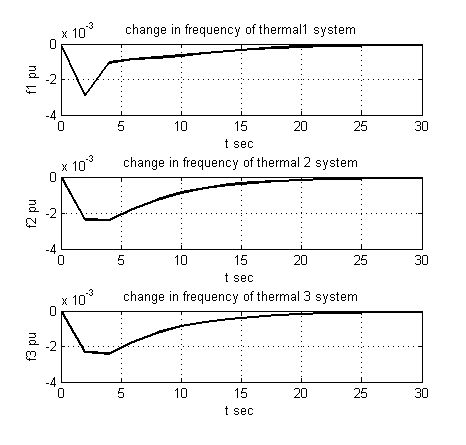 x 10-3
change in frequency of thermal1 system
0
-2
-4
f1 pu
0 5 10 15 20 25 30
t sec
x 10-3
change in frequency of thermal 2 system
0
-2
-4
f2 pu
0 5 10 15 20 25 30
t sec
x 10-3
change in frequency of thermal 3 system
0
-2
-4
f3 pu
0 5 10 15 20 25 30
t sec